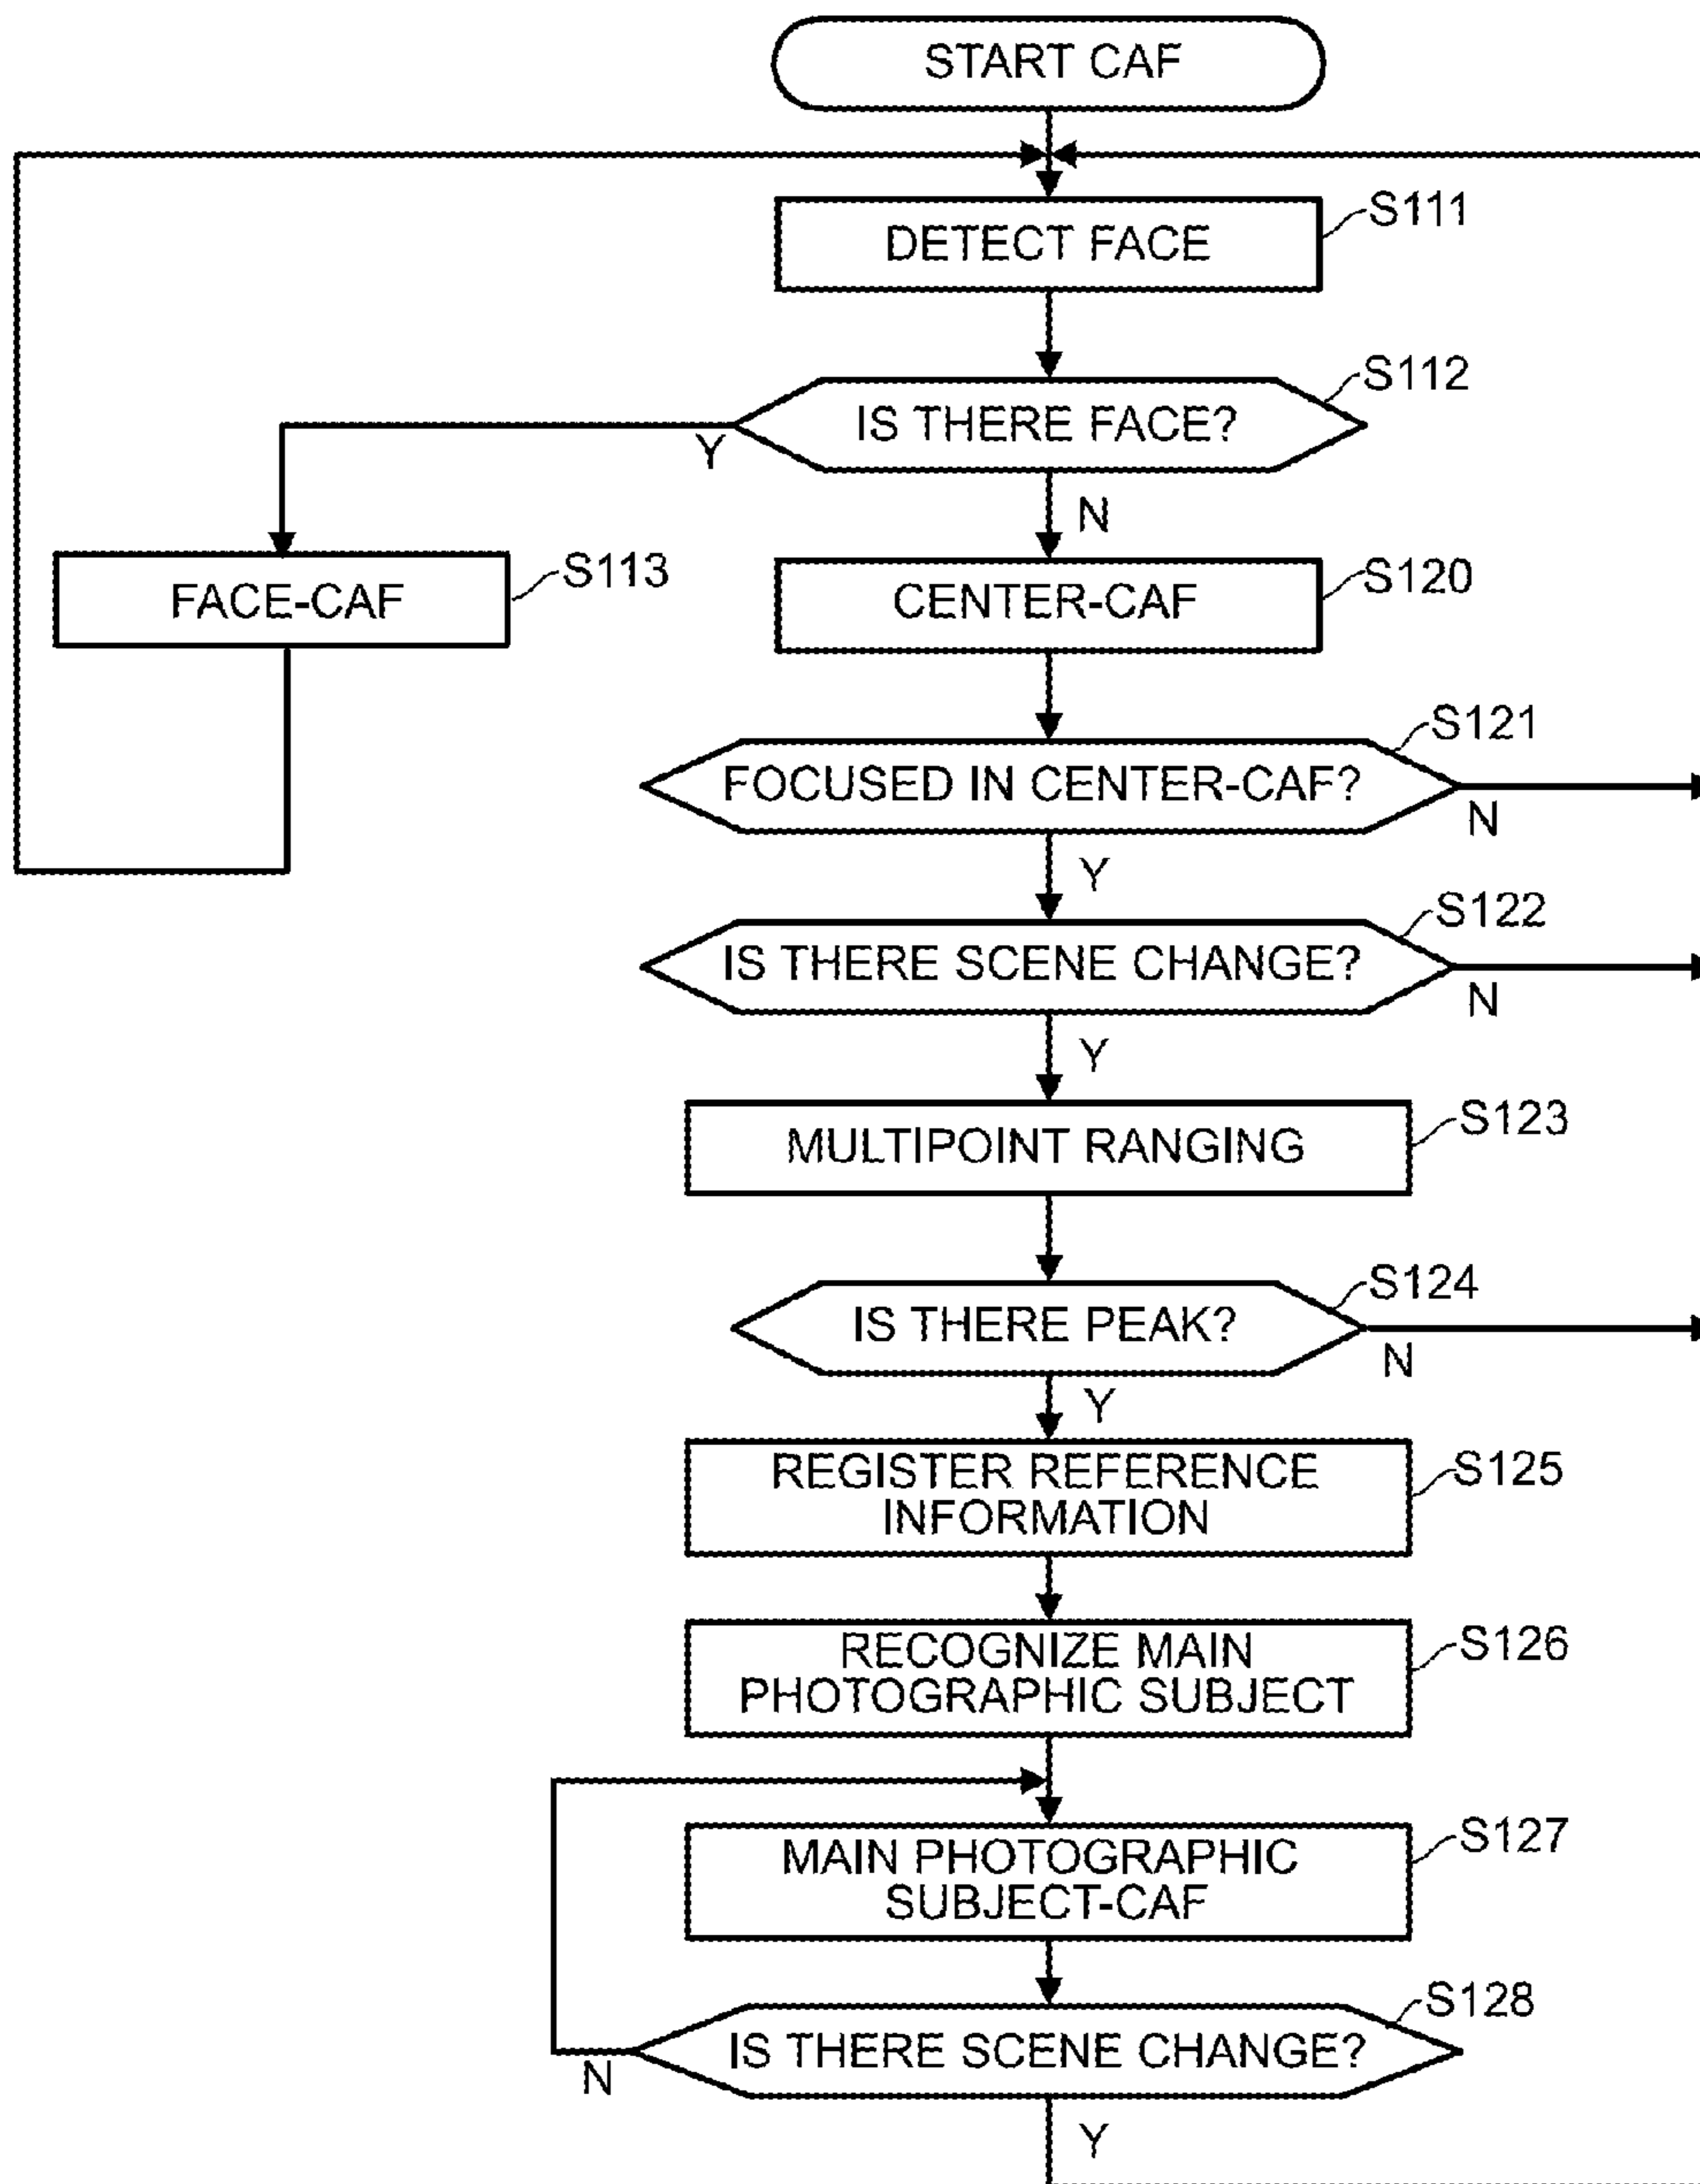 START CAF
DETECT FACE
S111
IS THERE FACE?
S112
Y
N
FACE-CAF
S113
CENTER-CAF
S120
FOCUSED IN CENTER-CAF?
S121
N
Y
IS THERE SCENE CHANGE?
S122
N
Y
MULTIPOINT RANGING
S123
IS THERE PEAK?
S124
N
Y
REGISTER REFERENCE
INFORMATION
S125
RECOGNIZE MAIN
PHOTOGRAPHIC SUBJECT
S126
MAIN PHOTOGRAPHIC
SUBJECT-CAF
S127
IS THERE SCENE CHANGE?
S128
N
Y